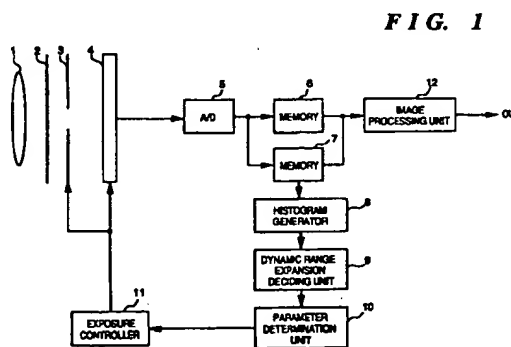 FIG. 1
1
2
3
4
5
A/D
6
MEMORY
7
MEMORY
12
IMAGE
PROCESSING UNIT
8
HISTOGRAM
GENERATOR
9
DYNAMIC RANGE
EXPANSION
DECIDING UNIT
10
PARAMETER
DETERMINATION
UNIT
11
EXPOSURE
CONTROLLER